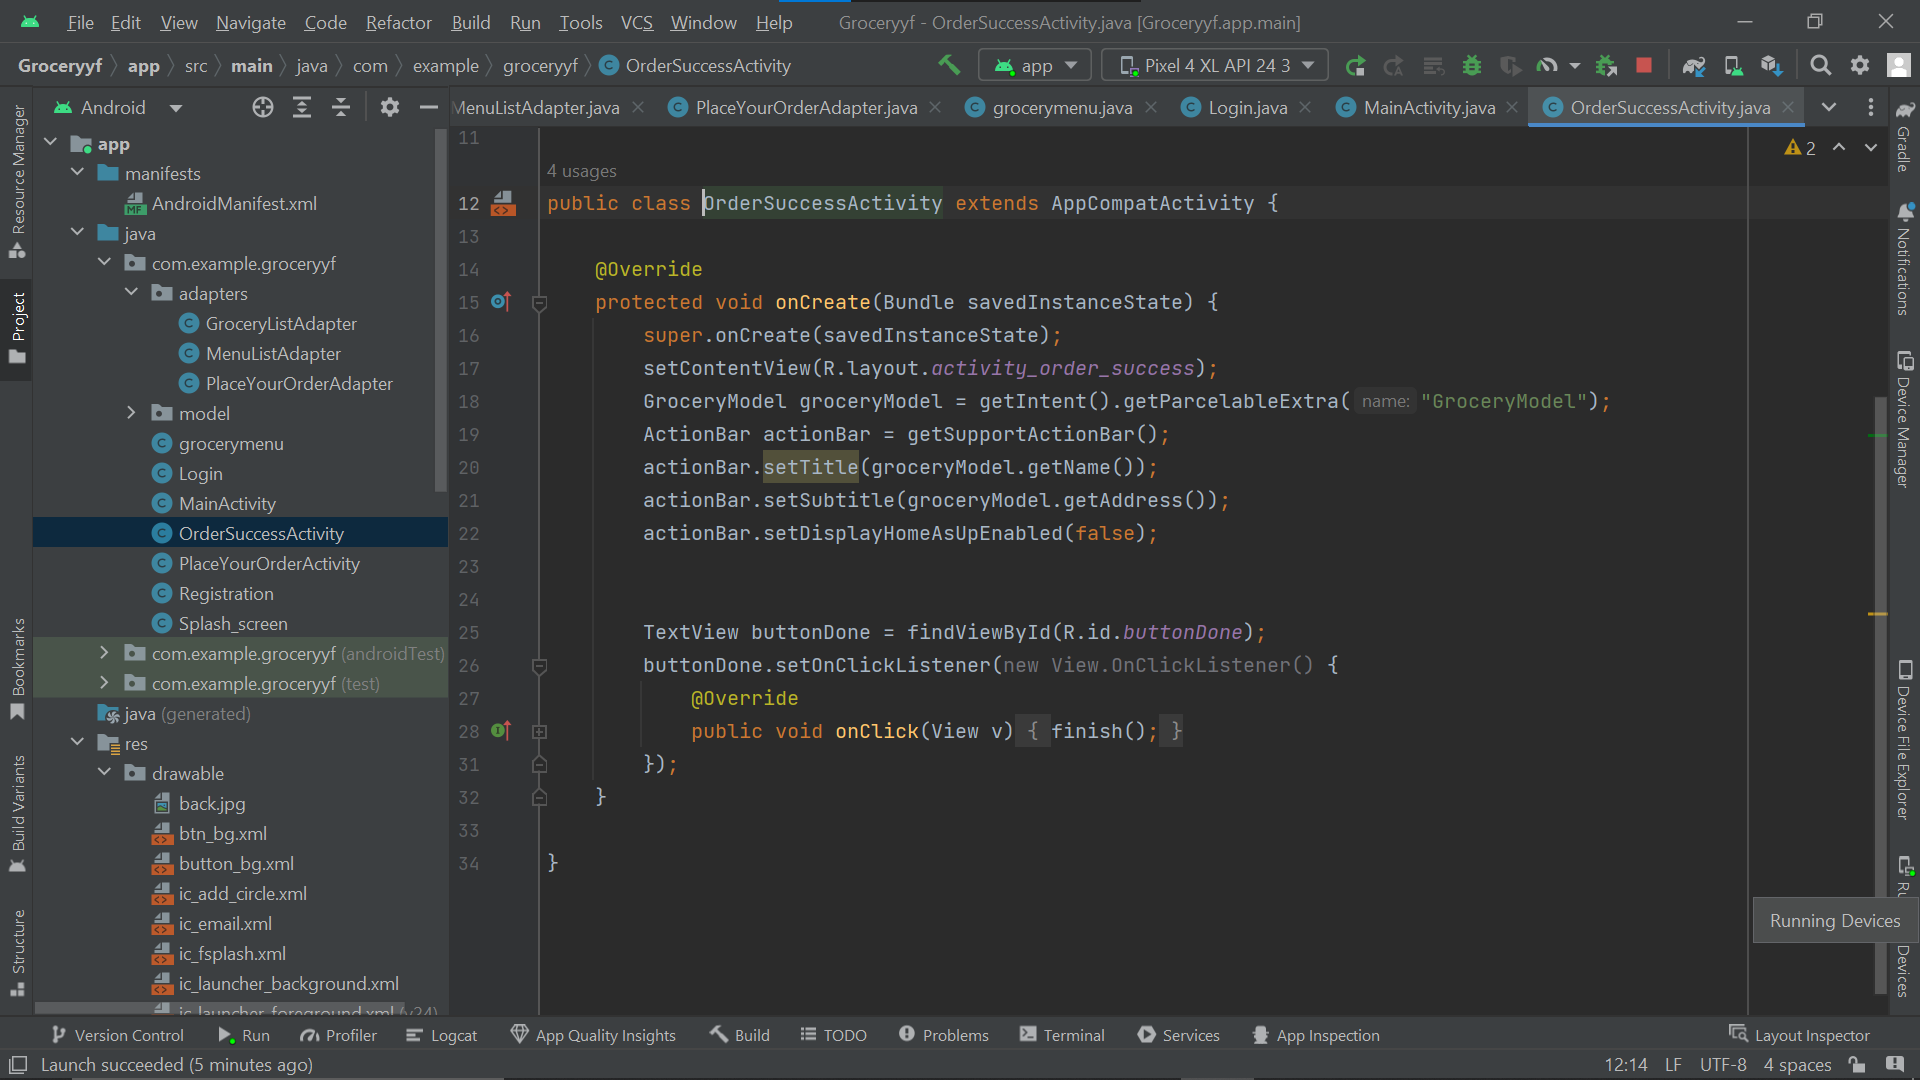 File Edit View Navigate Code Refactor Build Run Tools VCS Window Help Groceryyf - OrderSuccessActivity.java [Groceryyf.app.main]
Groceryyf app src main java com example groceryyf OrderSuccessActivity app Pixel 4 XL API 24 3
Android
MenuListAdapter.java PlaceYourOrderAdapter.java grocerymenu.java Login.java MainActivity.java OrderSuccessActivity.java
Resource Manager
Project
Bookmarks
Build Variants
Structure
app
manifests
AndroidManifest.xml
java
com.example.groceryyf
adapters
GroceryListAdapter
MenuListAdapter
PlaceYourOrderAdapter
model
grocerymenu
Login
MainActivity
OrderSuccessActivity
PlaceYourOrderActivity
Registration
Splash_screen
com.example.groceryyf (androidTest)
com.example.groceryyf (test)
java (generated)
res
drawable
back.jpg
btn_bg.xml
button_bg.xml
ic_add_circle.xml
ic_email.xml
ic_fsplash.xml
ic_launcher_background.xml
ic_launcher_foreground.xml (v24)
11
4 usages
12 public class OrderSuccessActivity extends AppCompatActivity {
13
14 @Override
15 protected void onCreate(Bundle savedInstanceState) {
16 super.onCreate(savedInstanceState);
17 setContentView(R.layout.activity_order_success);
18 GroceryModel groceryModel = getIntent().getParcelableExtra( name: "GroceryModel");
19 ActionBar actionBar = getSupportActionBar();
20 actionBar.setTitle(groceryModel.getName());
21 actionBar.setSubtitle(groceryModel.getAddress());
22 actionBar.setDisplayHomeAsUpEnabled(false);
23
24
25 TextView buttonDone = findViewById(R.id.buttonDone);
26 buttonDone.setOnClickListener(new View.OnClickListener() {
27 @Override
28 public void onClick(View v) { finish(); }
31 });
32 }
33
34 }
2
Gradle
Notifications
Device Manager
Device File Explorer
Running Devices
Devices
Version Control Run Profiler Logcat App Quality Insights Build TODO Problems Terminal Services App Inspection Layout Inspector
Launch succeeded (5 minutes ago) 12:14 LF UTF-8 4 spaces